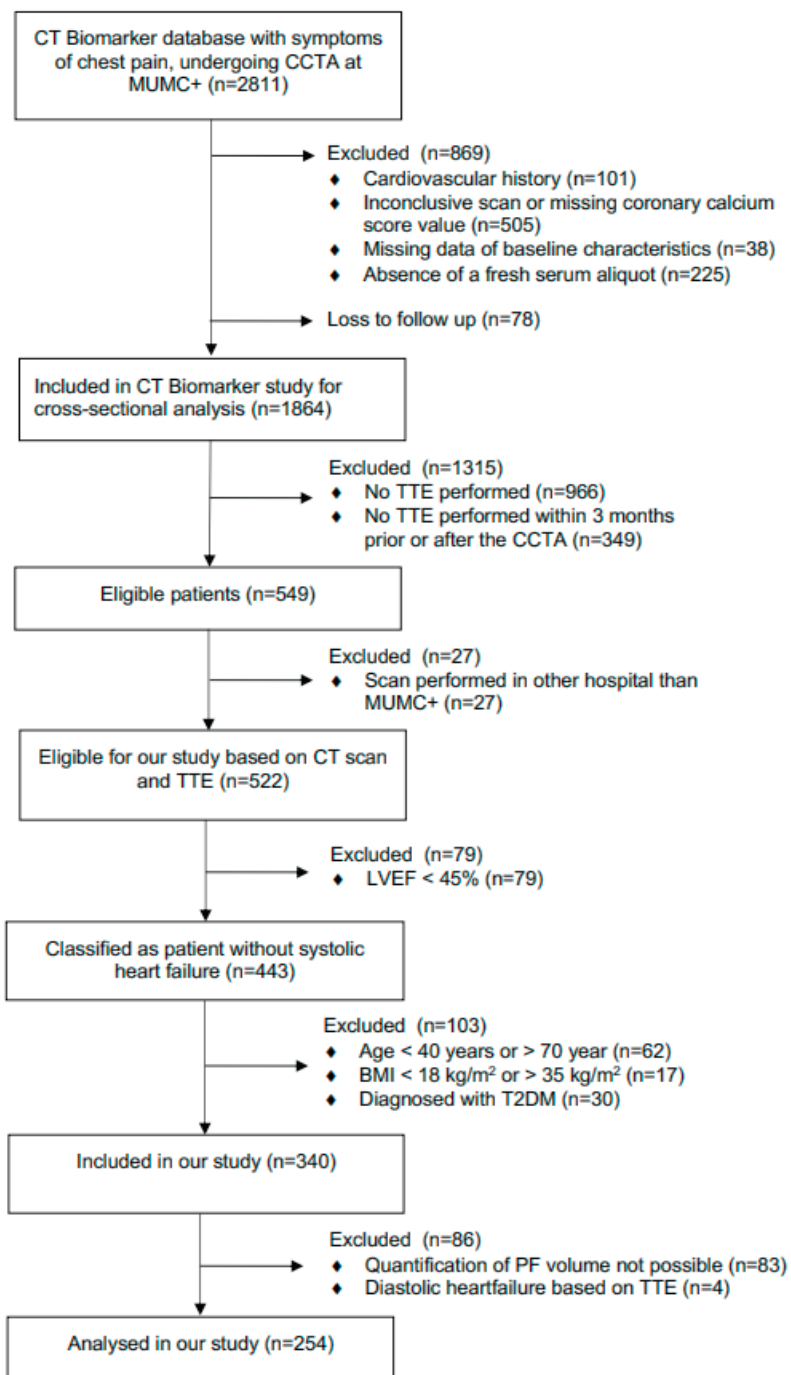 CT Biomarker database with symptoms
of chest pain, undergoing CCTA at
MUMC+ (n=2811)
Excluded (n=869)
♦ Cardiovascular history (n=101)
♦ Inconclusive scan or missing coronary calcium
score value (n=505)
♦ Missing data of baseline characteristics (n=38)
♦ Absence of a fresh serum aliquot (n=225)
Loss to follow up (n=78)
Included in CT Biomarker study for
cross-sectional analysis (n=1864)
Excluded (n=1315)
♦ No TTE performed (n=966)
♦ No TTE performed within 3 months
prior or after the CCTA (n=349)
Eligible patients (n=549)
Excluded (n=27)
♦ Scan performed in other hospital than
MUMC+ (n=27)
Eligible for our study based on CT scan
and TTE (n=522)
Excluded (n=79)
♦ LVEF < 45% (n=79)
Classified as patient without systolic
heart failure (n=443)
Excluded (n=103)
♦ Age < 40 years or > 70 year (n=62)
♦ BMI < 18 kg/m² or > 35 kg/m² (n=17)
♦ Diagnosed with T2DM (n=30)
Included in our study (n=340)
Excluded (n=86)
♦ Quantification of PF volume not possible (n=83)
♦ Diastolic heartfailure based on TTE (n=4)
Analysed in our study (n=254)